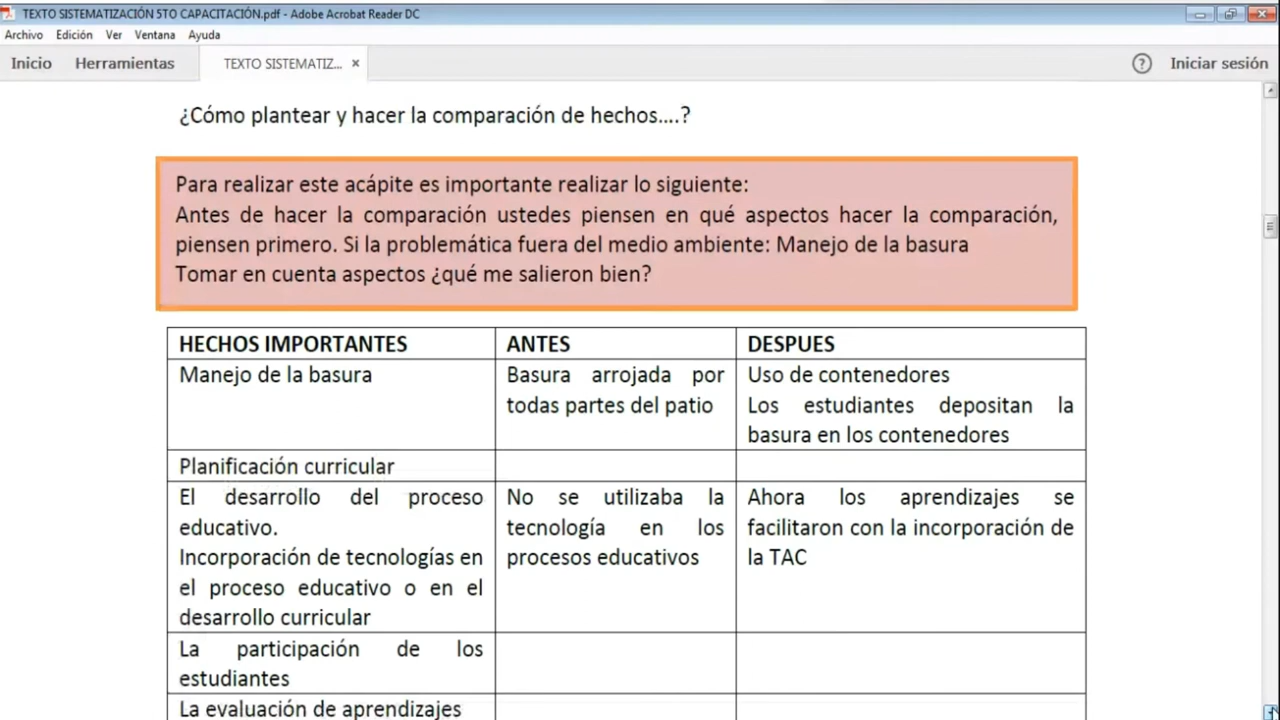 TEXTO SISTEMATIZACIÓN 5TO CAPACITACIÓN.pdf - Adobe Acrobat Reader DC
Archivo Edición Ver Ventana Ayuda
Inicio Herramientas TEXTO SISTEMATIZ... × ? Iniciar sesión
¿Cómo plantear y hacer la comparación de hechos....?
Para realizar este acápite es importante realizar lo siguiente:
Antes de hacer la comparación ustedes piensen en qué aspectos hacer la comparación,
piensen primero. Si la problemática fuera del medio ambiente: Manejo de la basura
Tomar en cuenta aspectos ¿qué me salieron bien?
HECHOS IMPORTANTES ANTES DESPUES
Manejo de la basura
Basura arrojada por
todas partes del patio
Uso de contenedores
Los estudiantes depositan la
basura en los contenedores
Planificación curricular
El desarrollo del proceso
educativo.
Incorporación de tecnologías en
el proceso educativo o en el
desarrollo curricular
No se utilizaba la
tecnología en los
procesos educativos
Ahora los aprendizajes se
facilitaron con la incorporación de
la TAC
La participación de los
estudiantes
La evaluación de aprendizajes